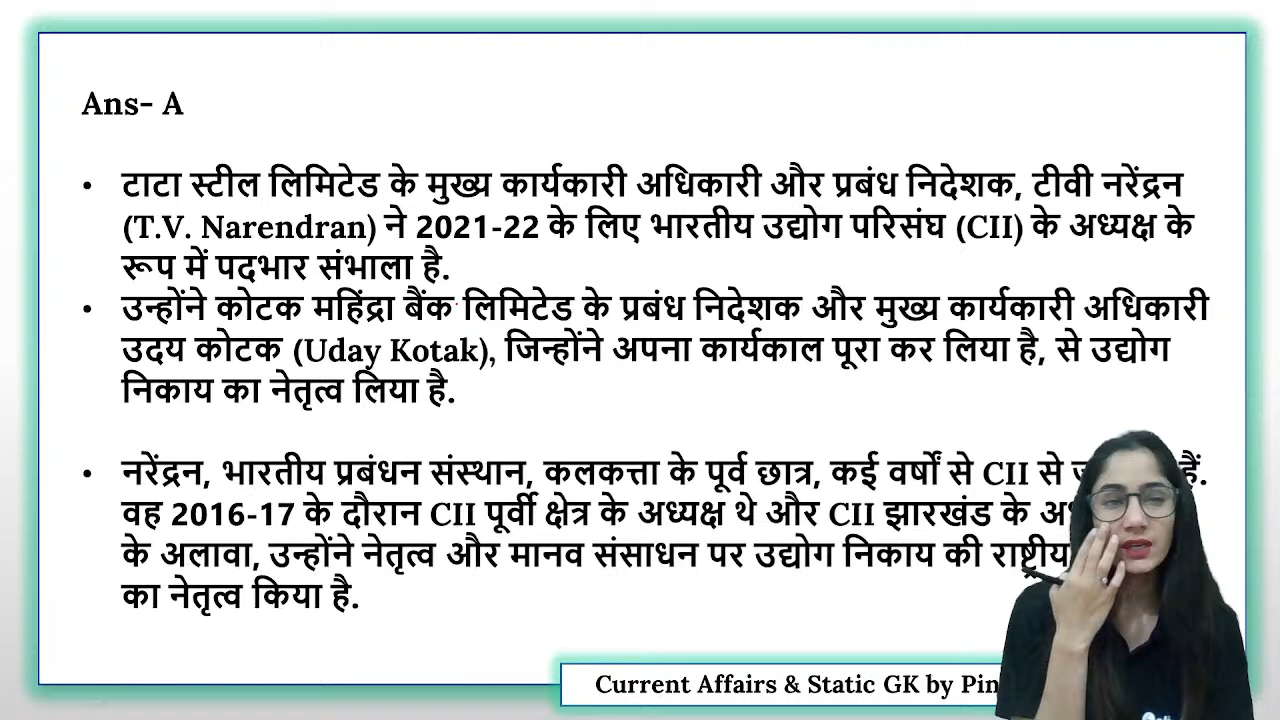 Ans- A
• टाटा स्टील लिमिटेड के मुख्य कार्यकारी अधिकारी और प्रबंध निदेशक, टीवी नरेंद्रन
(T.V. Narendran) ने 2021-22 के लिए भारतीय उद्योग परिसंघ (CII) के अध्यक्ष के
रूप में पदभार संभाला है.
• उन्होंने कोटक महिंद्रा बैंक लिमिटेड के प्रबंध निदेशक और मुख्य कार्यकारी अधिकारी
उदय कोटक (Uday Kotak), जिन्होंने अपना कार्यकाल पूरा कर लिया है, से उद्योग
निकाय का नेतृत्व लिया है.
• नरेंद्रन, भारतीय प्रबंधन संस्थान, कलकत्ता के पूर्व छात्र, कई वर्षों से CII से हैं.
वह 2016-17 के दौरान CII पूर्वी क्षेत्र के अध्यक्ष थे और CII झारखंड के
के अलावा, उन्होंने नेतृत्व और मानव संसाधन पर उद्योग निकाय की राष्ट्रीय
का नेतृत्व किया है.
Current Affairs & Static GK by